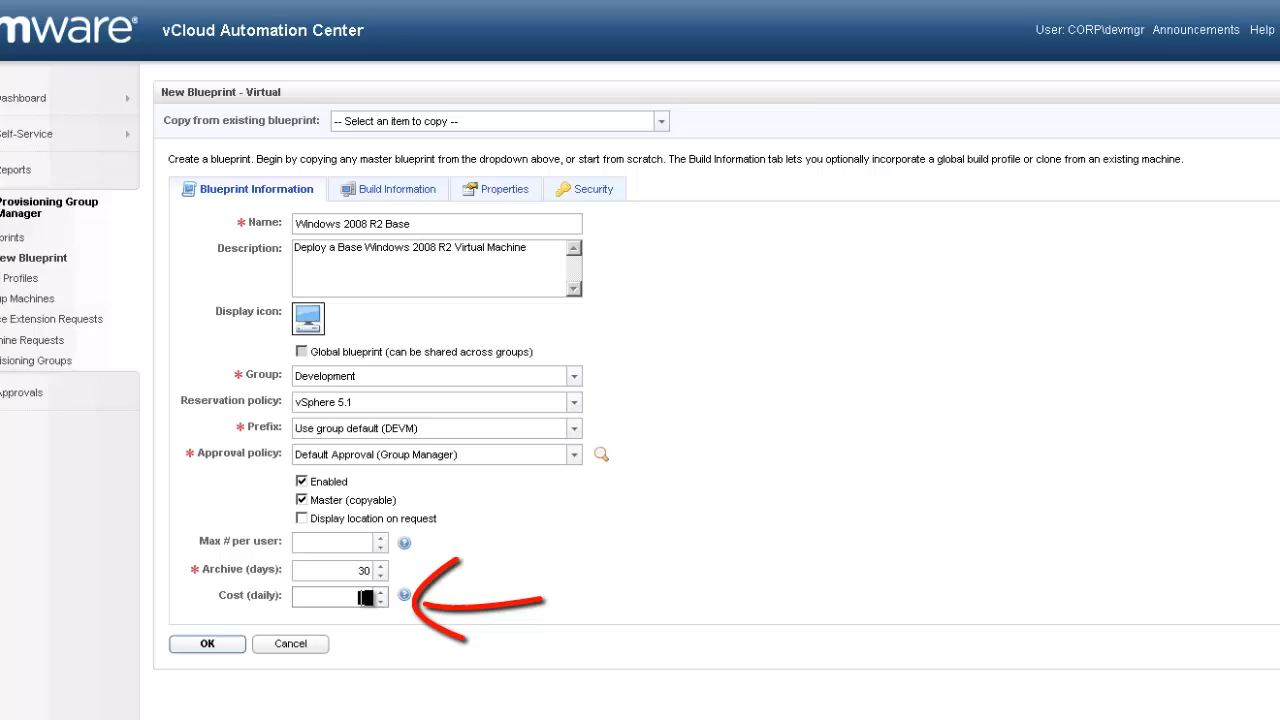 mware®
vCloud Automation Center
User: CORP\devmgr Announcements Help
ashboard
elf-Service
eports
Provisioning Group
Manager
prints
ew Blueprint
Profiles
up Machines
ce Extension Requests
hine Requests
isioning Groups
Approvals
New Blueprint - Virtual
Copy from existing blueprint: -- Select an item to copy --
Create a blueprint. Begin by copying any master blueprint from the dropdown above, or start from scratch. The Build Information tab lets you optionally incorporate a global build profile or clone from an existing machine.
Blueprint Information Build Information Properties Security
* Name: Windows 2008 R2 Base
Description: Deploy a Base Windows 2008 R2 Virtual Machine
Display icon:
Global blueprint (can be shared across groups)
* Group: Development
Reservation policy: vSphere 5.1
* Prefix: Use group default (DEVM)
* Approval policy: Default Approval (Group Manager)
Enabled
Master (copyable)
Display location on request
Max # per user:
* Archive (days): 30
Cost (daily):
OK Cancel